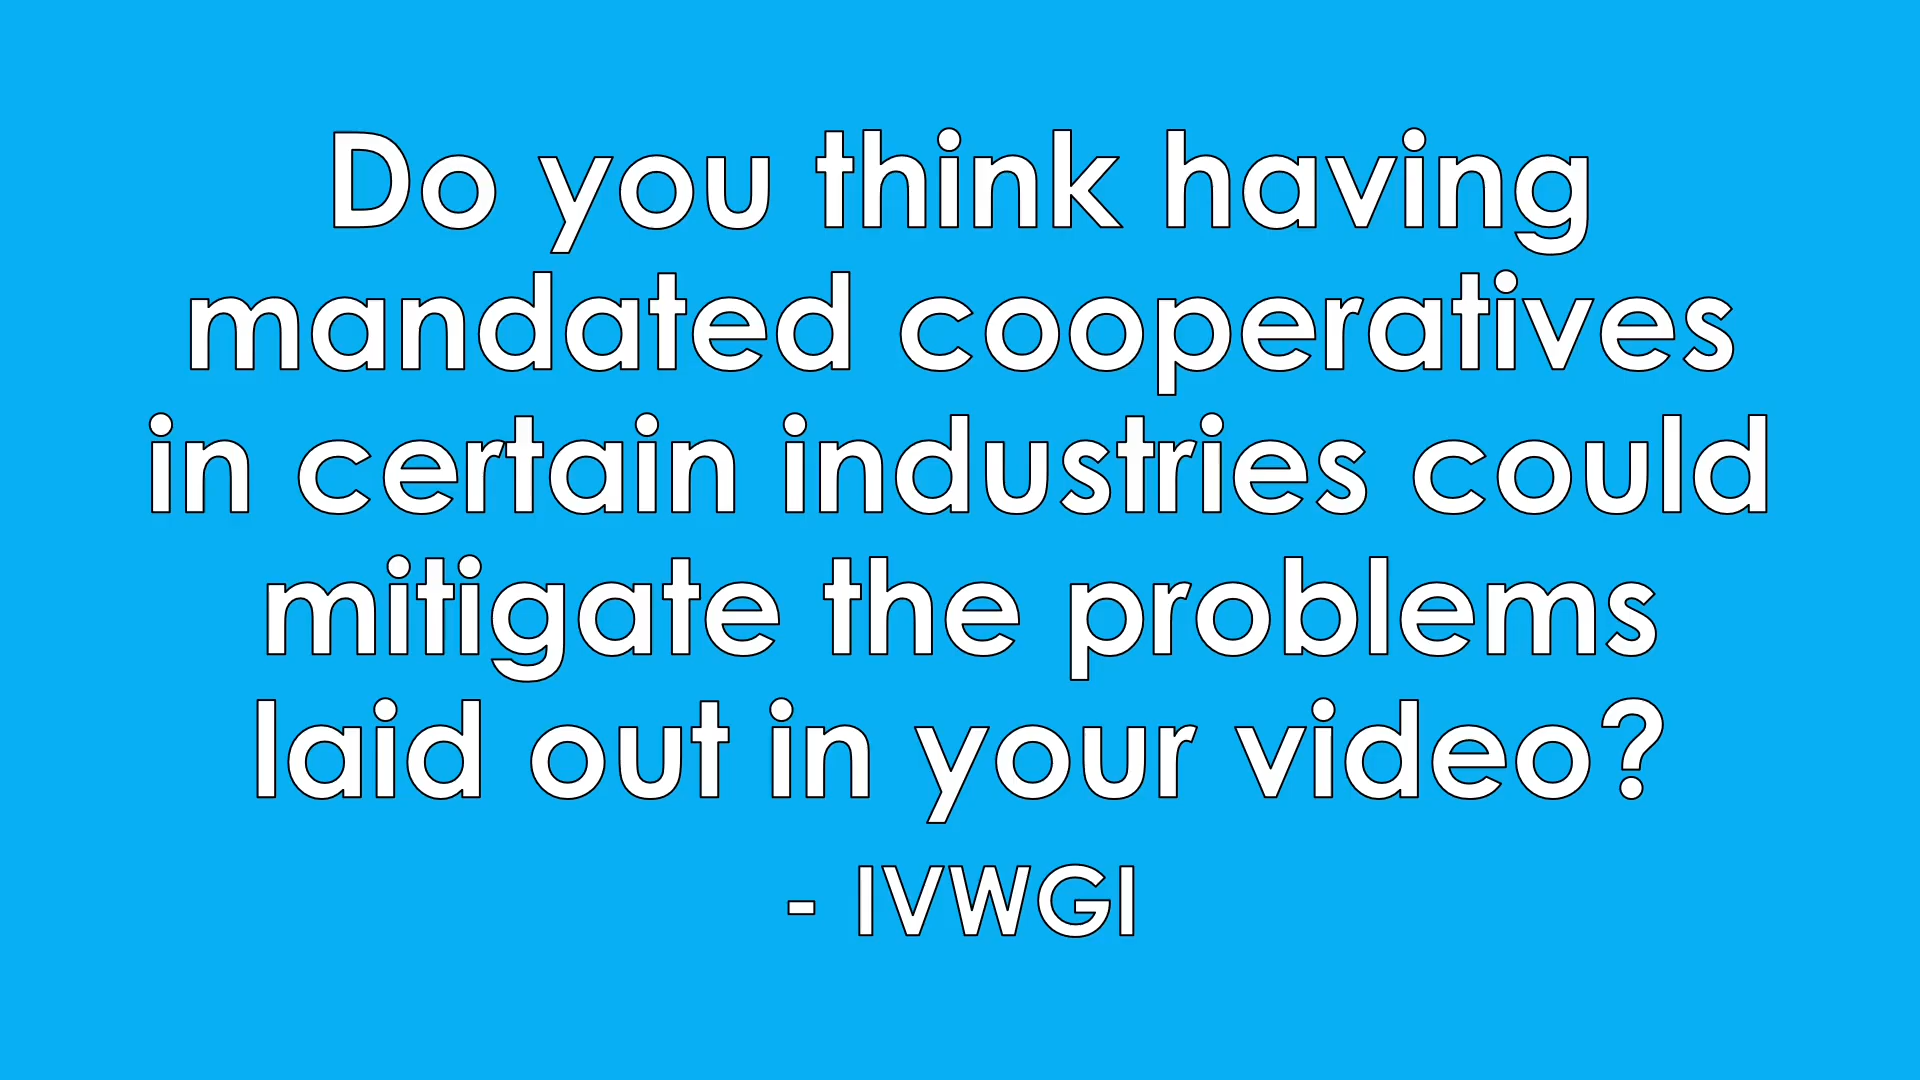 Do you think having
mandated cooperatives
in certain industries could
mitigate the problems
laid out in your video?
- IVWGI